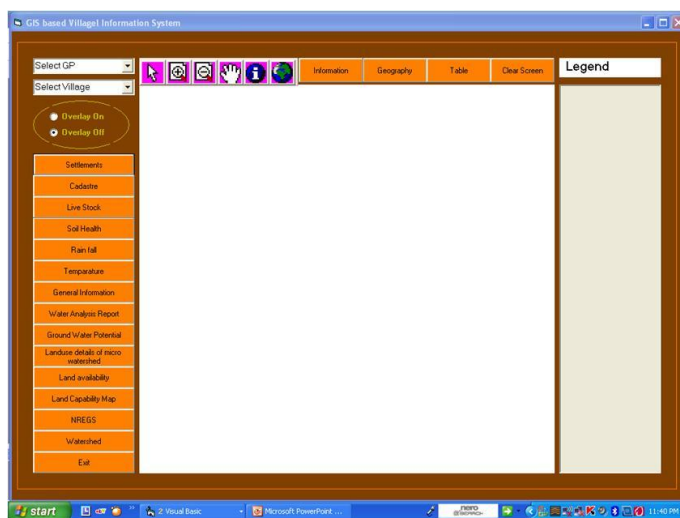 GIS based Villagel Information System
Select GP
Information
Geography
Table
Clear Screen
Legend
Select Village
Overlay On
Overlay Off
Settlements
Cadastre
Live Stock
Soil Health
Rain fall
Temparature
General Information
Water Analysis Report
Ground Water Potential
Landuse details of micro
watershed
Land availability
Land Capability Map
NREGS
Watershed
Exit
start
2 Visual Basic
Microsoft PowerPoint ...
nero
11:40 PM